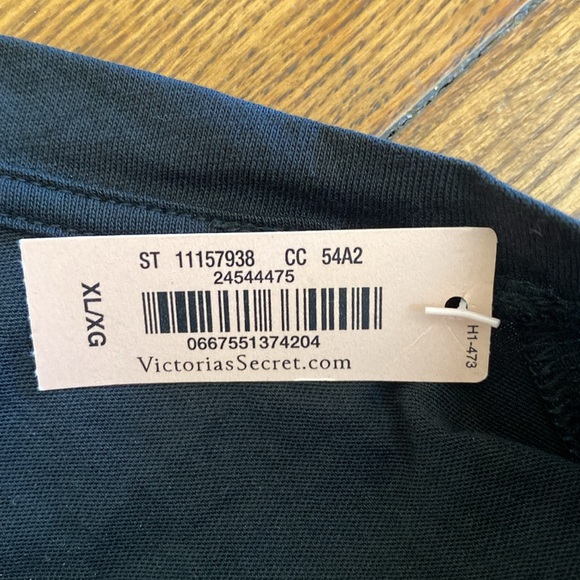 ST 11157938 CC 54A2
24544475
XL/XG
0667551374204
VictoriasSecret.com
H1-473